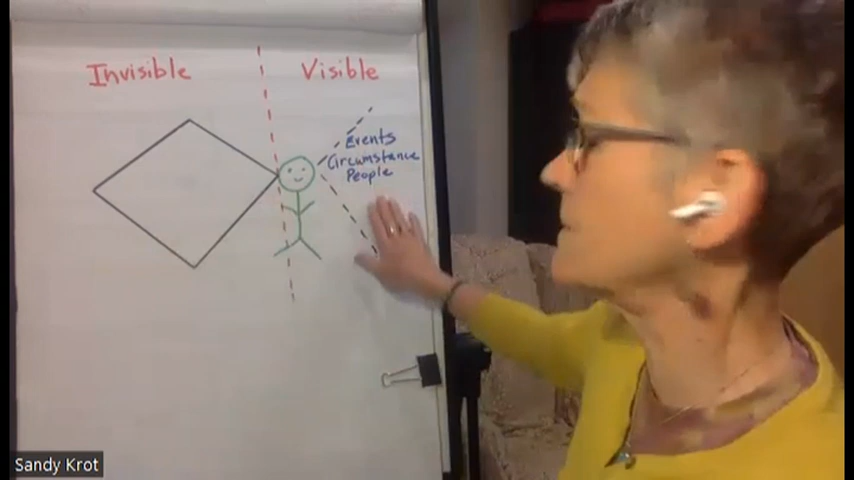 Invisible
Visible
Events
Circumstance
People
Sandy Krot